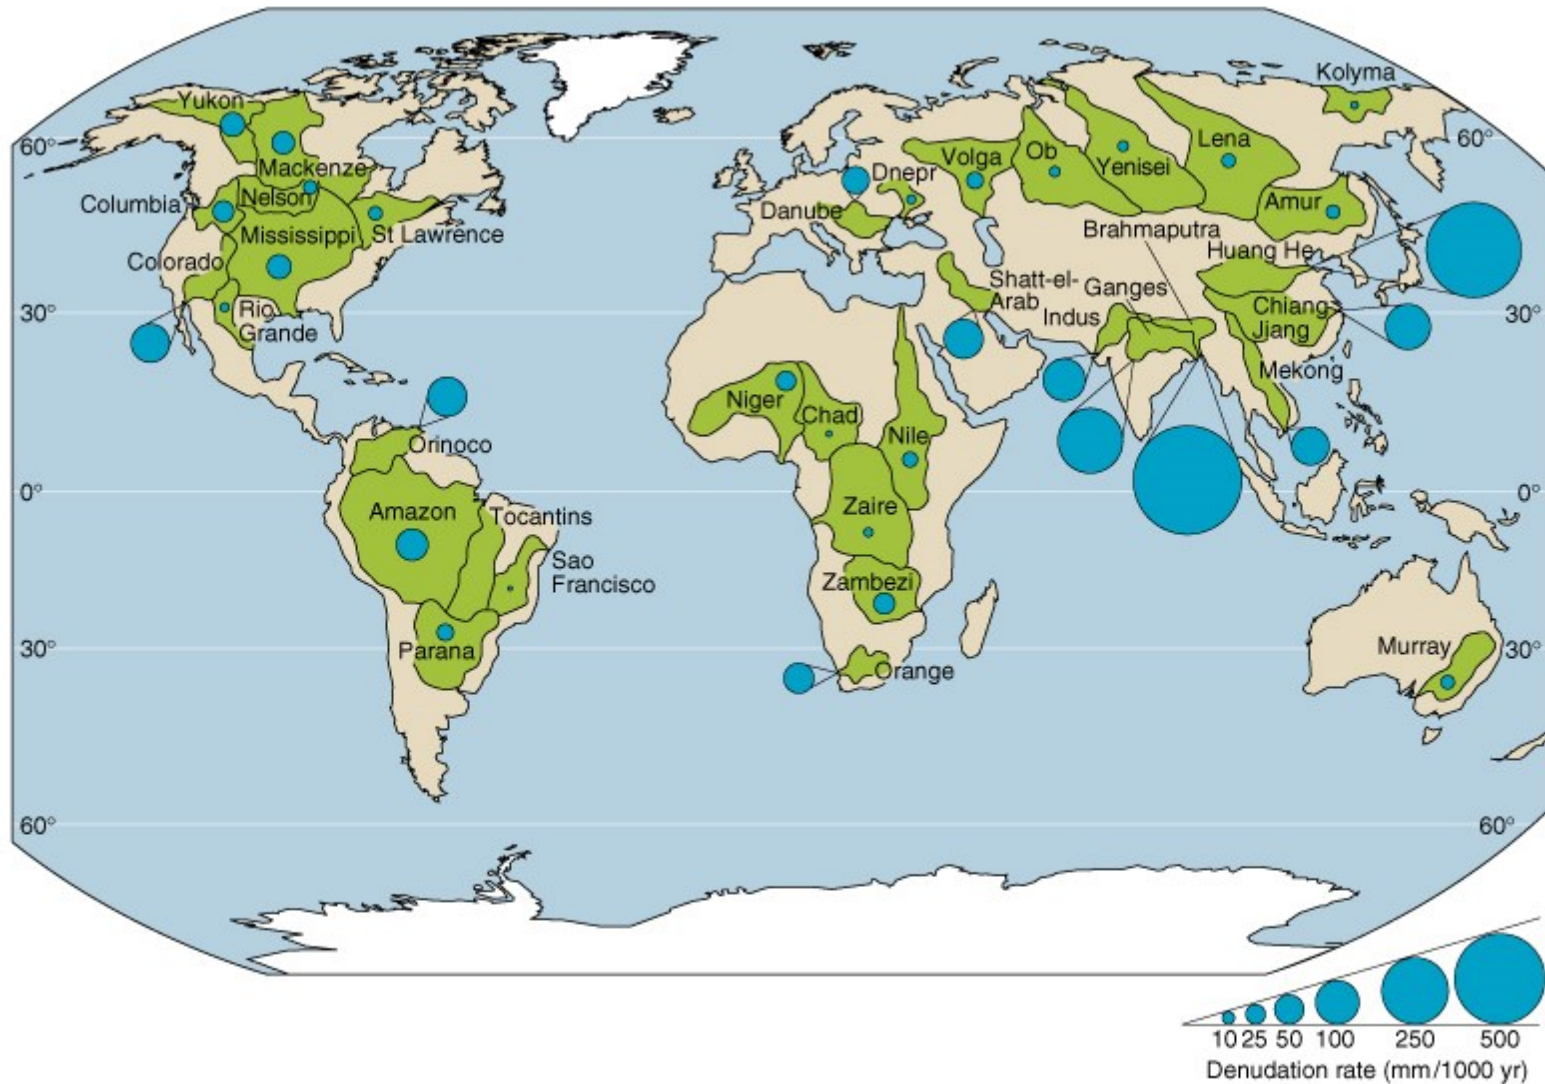 Kolyma
Yukon
60°
60°
Mackenze
Nelson
Columbia
Mississippi
St Lawrence
Colorado
Rio
Grande
Volga
Ob
Yenisei
Lena
Dnepr
Danube
Amur
Brahmaputra
Huang He
Shatt-el-
Arab
Ganges
Indus
Chiang
Jiang
30°
30°
Mekong
Niger
Chad
Nile
Orinoco
0°
0°
Amazon
Tocantins
Zaire
Sao
Francisco
Zambezi
30°
Parana
Orange
Murray
30°
60°
60°
10 25 50 100 250 500
Denudation rate (mm/1000 yr)